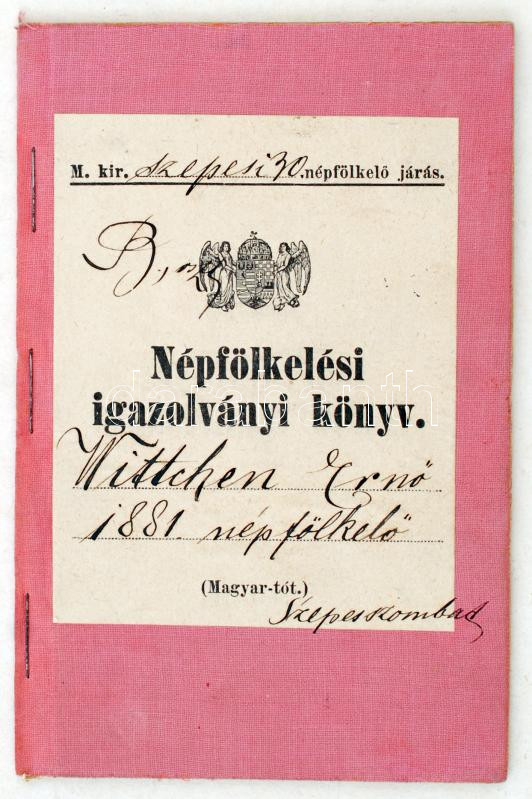 M. kir. Szepesi 30. népfölkelő járás.
B,
Népfölkelési
igazolványi könyv.
Wittchen Ernő
1881. népfölkelő
(Magyar-tót.)
Szepesszombat